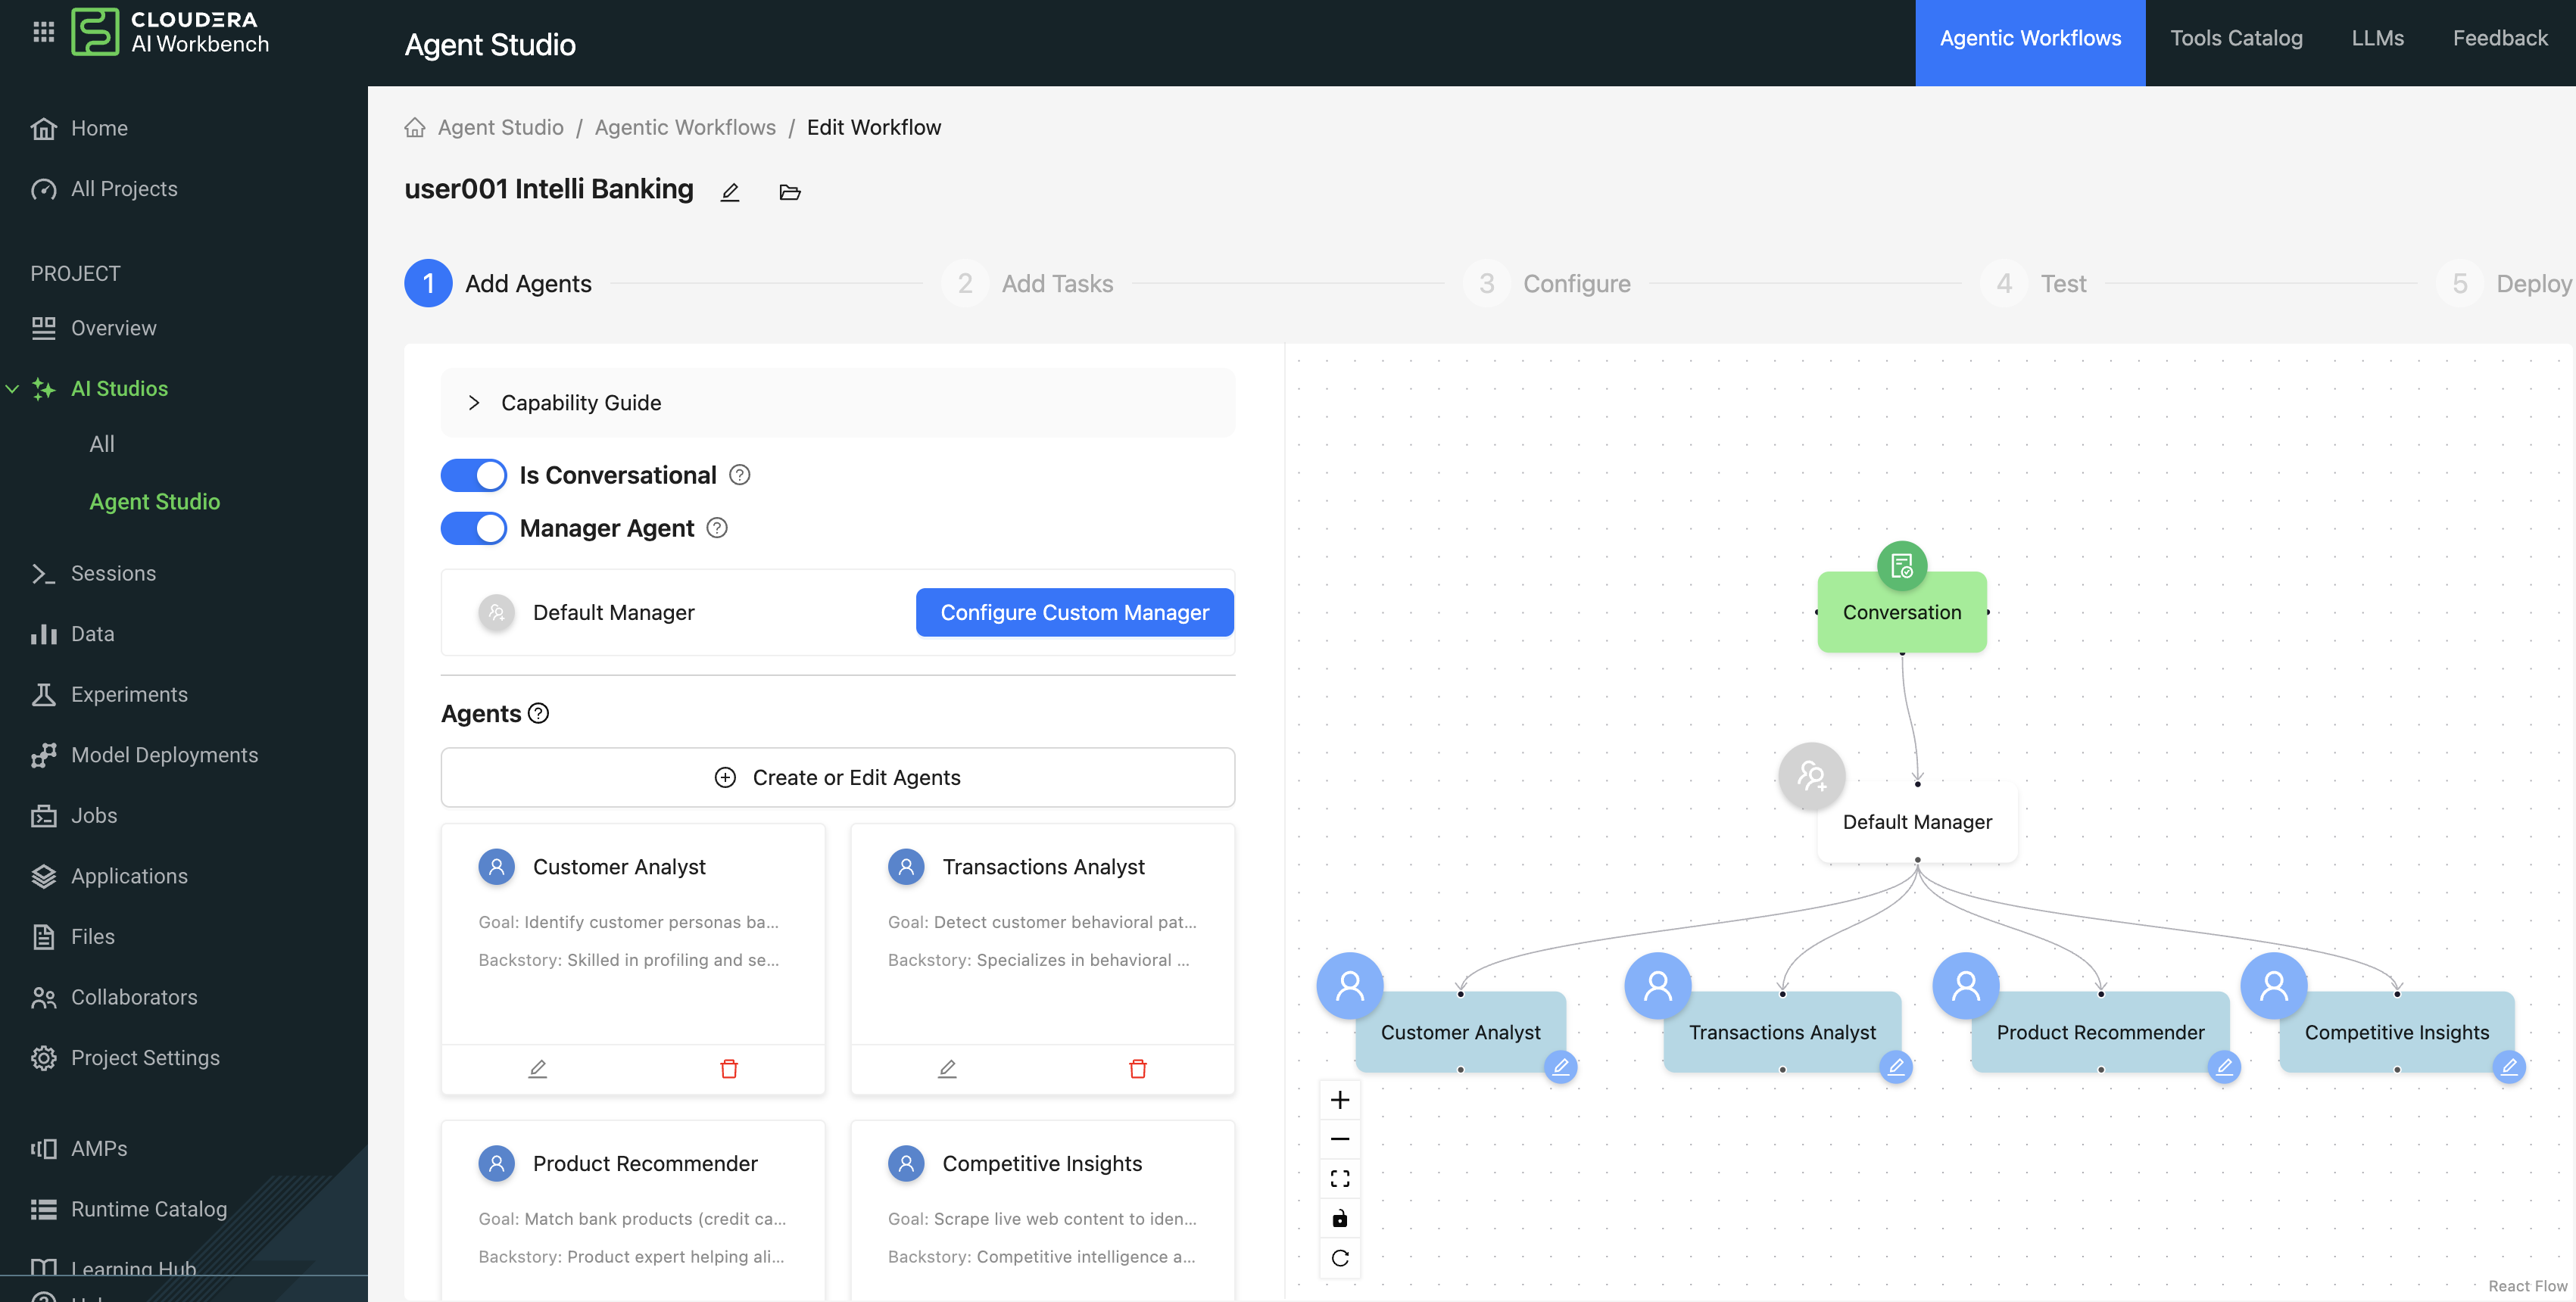 CLOUDERA
AI Workbench
Agent Studio
Agentic Workflows
Tools Catalog
LLMs
Feedback
Home
All Projects
PROJECT
Overview
AI Studios
All
Agent Studio
Sessions
Data
Experiments
Model Deployments
Jobs
Applications
Files
Collaborators
Project Settings
AMPs
Runtime Catalog
Learning Hub
Agent Studio / Agentic Workflows / Edit Workflow
user001 Intelli Banking
1 Add Agents
2 Add Tasks
3 Configure
4 Test
5 Deploy
Capability Guide
Is Conversational
Manager Agent
Default Manager
Configure Custom Manager
Agents
Create or Edit Agents
Customer Analyst
Goal: Identify customer personas ba...
Backstory: Skilled in profiling and se...
Transactions Analyst
Goal: Detect customer behavioral pat...
Backstory: Specializes in behavioral ...
Product Recommender
Goal: Match bank products (credit ca...
Backstory: Product expert helping ali...
Competitive Insights
Goal: Scrape live web content to iden...
Backstory: Competitive intelligence a...
Conversation
Default Manager
Customer Analyst
Transactions Analyst
Product Recommender
Competitive Insights
React Flow